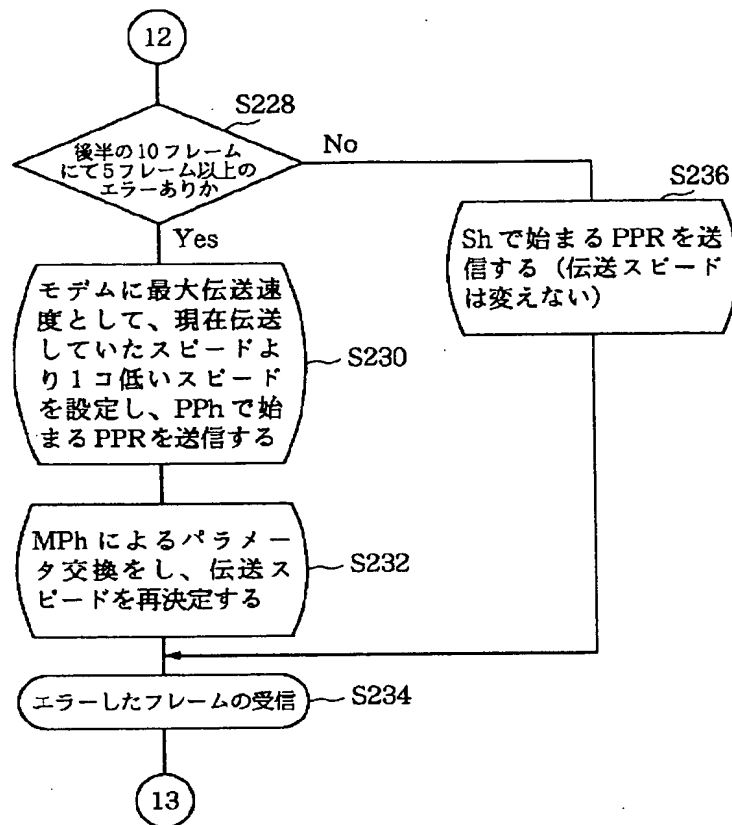 12
S228
後半の10フレーム
にて5フレーム以上の
エラーありか
No
Yes
S236
Shで始まるPPRを送
信する（伝送スピード
は変えない）
モデムに最大伝送速
度として、現在伝送
していたスピードよ
り1コ低いスピード
を設定し、PPhで始
まるPPRを送信する
S230
MPhによるパラメー
タ交換をし、伝送ス
ピードを再決定する
S232
エラーしたフレームの受信
S234
13